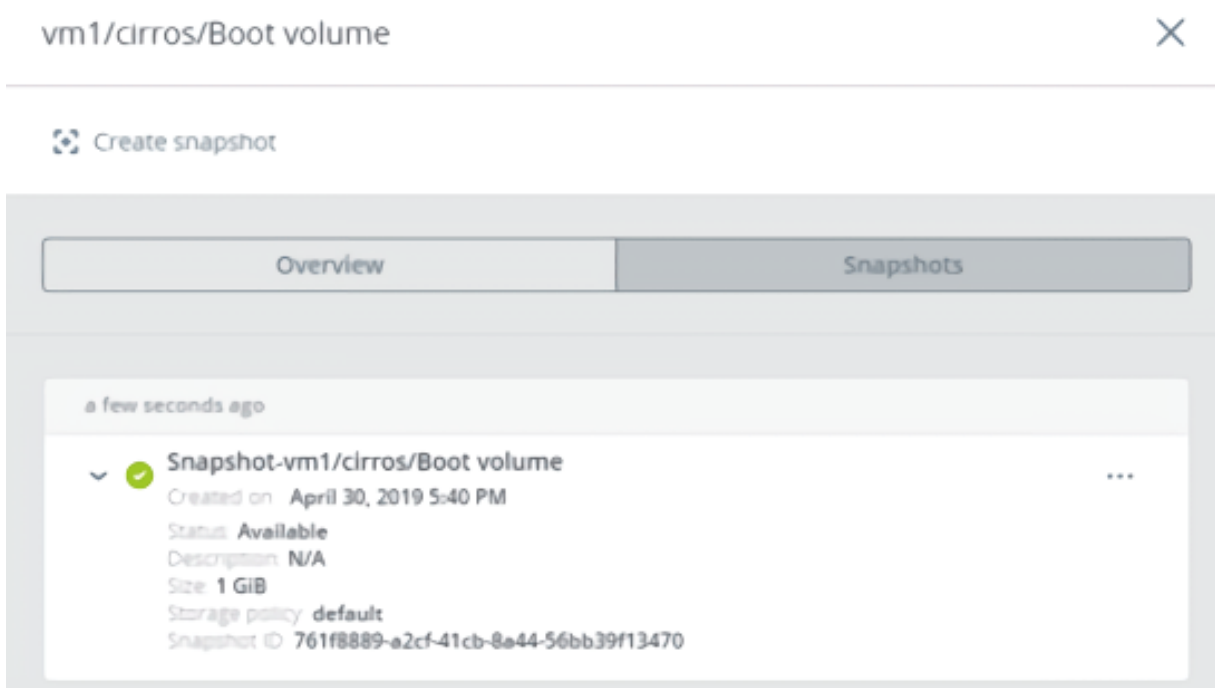 vm1/cirros/Boot volume
Create snapshot
Overview
Snapshots
a few seconds ago
Snapshot-vm1/cirros/Boot volume
Created on April 30, 2019 5:40 PM
Status Available
Description N/A
Size 1 GiB
Storage policy default
Snapshot ID 761f8889-a2cf-41cb-8a44-56bb39f13470